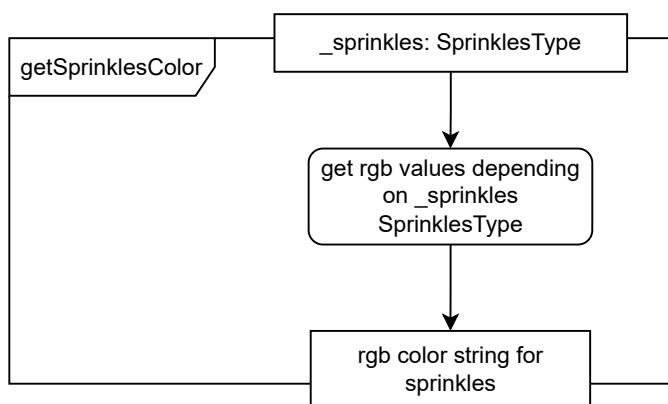 _sprinkles: SprinklesType
getSprinklesColor
get rgb values depending
on _sprinkles
SprinklesType
rgb color string for
sprinkles